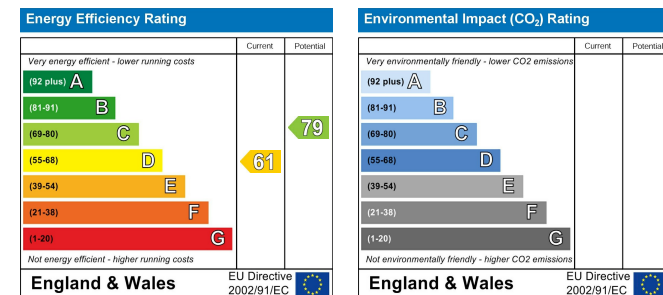 Energy Efficiency Rating
Current Potential
Very energy efficient - lower running costs
(92 plus) A
(81-91) B
(69-80) C
79
(55-68) D
61
(39-54) E
(21-38) F
(1-20) G
Not energy efficient - higher running costs
England & Wales
EU Directive
2002/91/EC
Environmental Impact (CO₂) Rating
Current Potential
Very environmentally friendly - lower CO2 emissions
(92 plus) A
(81-91) B
(69-80) C
(55-68) D
(39-54) E
(21-38) F
(1-20) G
Not environmentally friendly - higher CO2 emissions
England & Wales
EU Directive
2002/91/EC